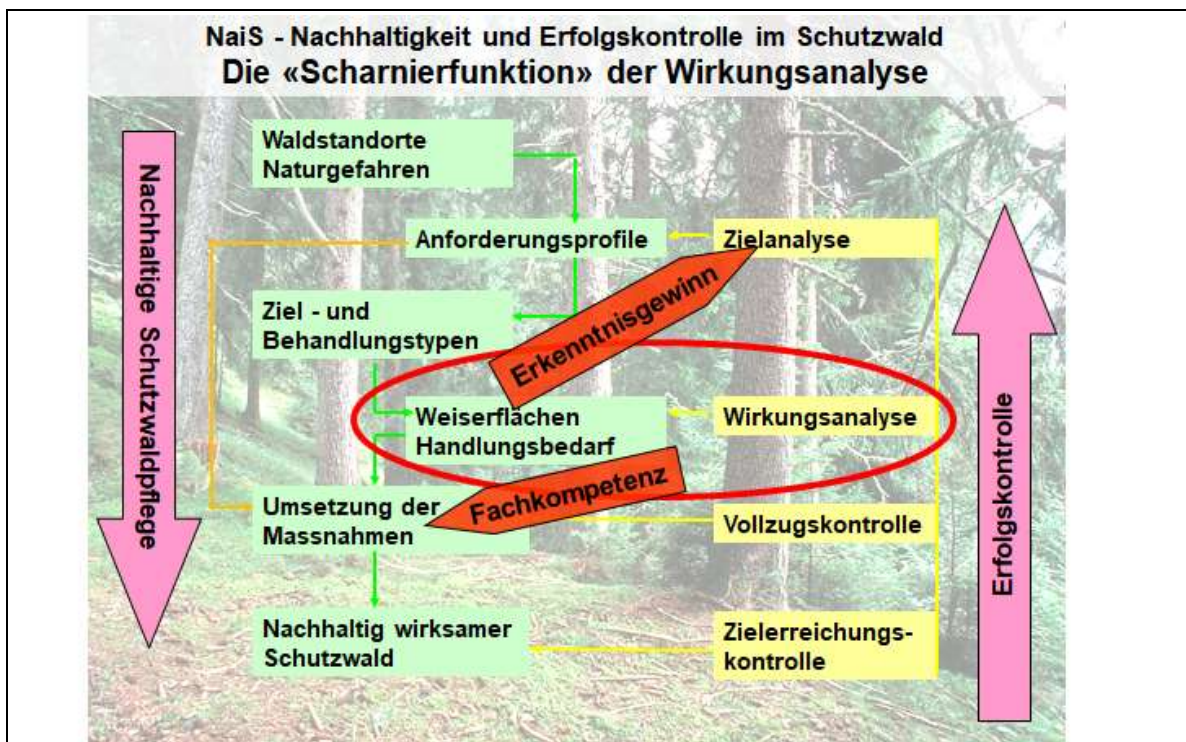 NaiS - Nachhaltigkeit und Erfolgskontrolle im Schutzwald
Die «Scharnierfunktion» der Wirkungsanalyse
Nachhaltige Schutzwaldpflege
Waldstandorte
Naturgefahren
Anforderungsprofile
Zielanalyse
Ziel - und
Behandlungstypen
Erkenntnisgewinn
Weiserflächen
Handlungsbedarf
Wirkungsanalyse
Fachkompetenz
Umsetzung der
Massnahmen
Vollzugskontrolle
Nachhaltig wirksamer
Schutzwald
Zielerreichungs-
kontrolle
Erfolgskontrolle